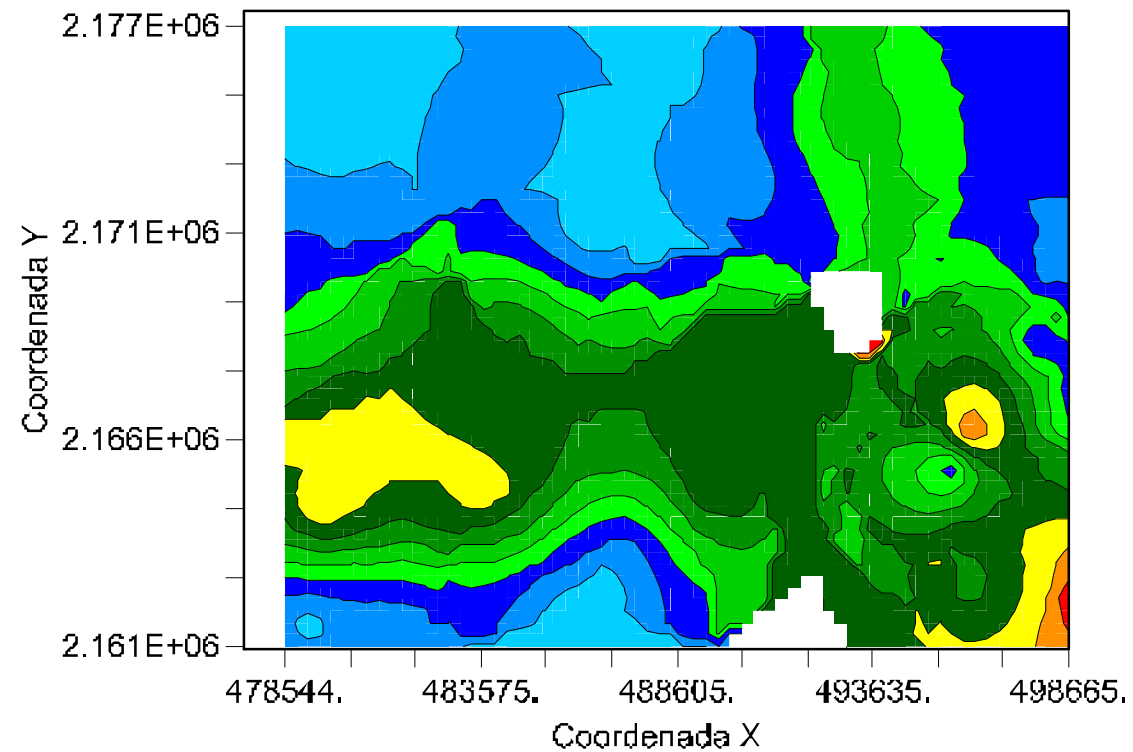 2.177E+06
2.171E+06
2.166E+06
2.161E+06
Coordenada Y
478544. 483575. 488605. 493635. 498665.
Coordenada X